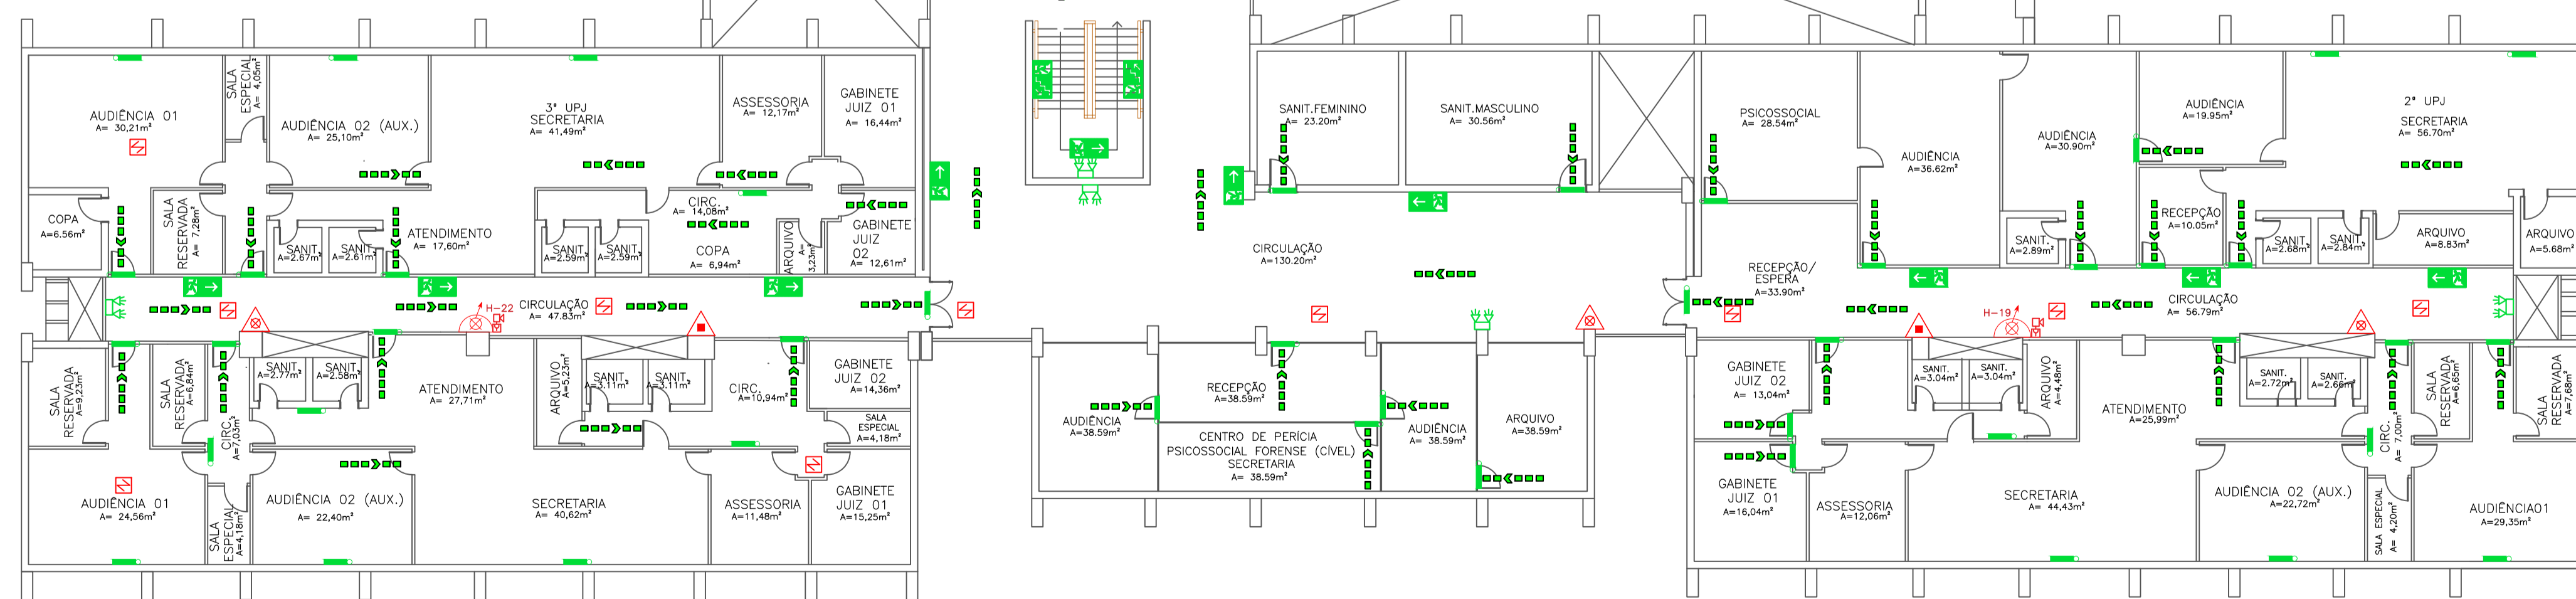 AUDIÊNCIA 01
A= 30,21m²
SALA
ESPECIAL
A= 4,05m²
AUDIÊNCIA 02 (AUX.)
A= 25,10m²
3ª UPJ
SECRETARIA
A= 41,49m²
ASSESSORIA
A= 12,17m²
GABINETE
JUIZ 01
A= 16,44m²
COPA
A=6.56m²
SALA
RESERVADA
A= 7,28m²
SANIT.
A=2.67m²
SANIT.
A=2.61m²
ATENDIMENTO
A= 17,60m²
SANIT.
A=2.59m²
SANIT.
A=2.59m²
CIRC.
A= 14,08m²
COPA
A= 6,94m²
ARQUIVO
A=
3,23m²
GABINETE
JUIZ
02
A= 12,61m²
H-22
CIRCULAÇÃO
A= 47.83m²
SALA
RESERVADA
A=9,23m²
SALA
RESERVADA
A=6,84m²
CIRC.
A=7,03m²
SANIT.
A=2.77m²
SANIT.
A=2.58m²
ATENDIMENTO
A= 27,71m²
ARQUIVO
A=5,23m²
SANIT.
A=3.11m²
SANIT.
A=3.11m²
CIRC.
A=10,94m²
GABINETE
JUIZ 02
A=14,36m²
SALA
ESPECIAL
A=4,18m²
AUDIÊNCIA 01
A= 24,56m²
SALA
ESPECIAL
A=4,18m²
AUDIÊNCIA 02 (AUX.)
A= 22,40m²
SECRETARIA
A= 40,62m²
ASSESSORIA
A=11,48m²
GABINETE
JUIZ 01
A=15,25m²
SANIT.FEMININO
A= 23.20m²
SANIT.MASCULINO
A= 30.56m²
CIRCULAÇÃO
A=130.20m²
AUDIÊNCIA
A=38.59m²
RECEPÇÃO
A=38.59m²
CENTRO DE PERÍCIA
PSICOSSOCIAL FORENSE (CÍVEL)
SECRETARIA
A= 38.59m²
AUDIÊNCIA
A= 38.59m²
ARQUIVO
A=38.59m²
PSICOSSOCIAL
A= 28.54m²
AUDIÊNCIA
A=36.62m²
AUDIÊNCIA
A=30.90m²
AUDIÊNCIA
A=19.95m²
2ª UPJ
SECRETARIA
A= 56.70m²
RECEPÇÃO/
ESPERA
A=33.90m²
SANIT.
A=2.89m²
RECEPÇÃO
A=10.05m²
SANIT.
A=2.68m²
SANIT.
A=2.84m²
ARQUIVO
A=8.83m²
ARQUIVO
A=5.68m²
H-19
CIRCULAÇÃO
A= 56.79m²
GABINETE
JUIZ 02
A= 13,04m²
SANIT.
A=3.04m²
SANIT.
A=3.04m²
ARQUIVO
A=4,48m²
ATENDIMENTO
A=25,99m²
SANIT.
A=2.72m²
SANIT.
A=2.66m²
CIRC.
A= 7,00m²
SALA
RESERVADA
A=6,65m²
SALA
RESERVADA
A=7,68m²
GABINETE
JUIZ 01
A=16,04m²
ASSESSORIA
A=12,06m²
SECRETARIA
A= 44,43m²
AUDIÊNCIA 02 (AUX.)
A=22,72m²
SALA ESPECIAL
A= 4,20m²
AUDIÊNCIA01
A=29,35m²